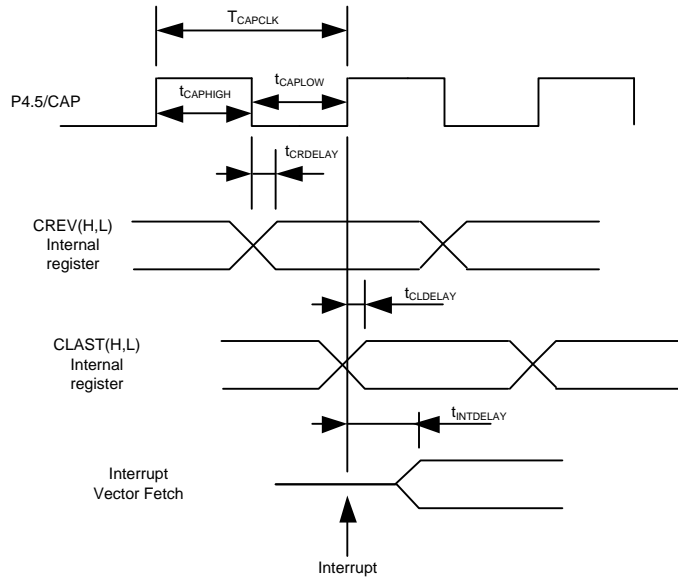 TCAPCLK
P4.5/CAP
tCAPHIGH
tCAPLOW
tCRDELAY
CREV(H,L)
Internal
register
tCLDELAY
CLAST(H,L)
Internal
register
tINTDELAY
Interrupt
Vector Fetch
Interrupt